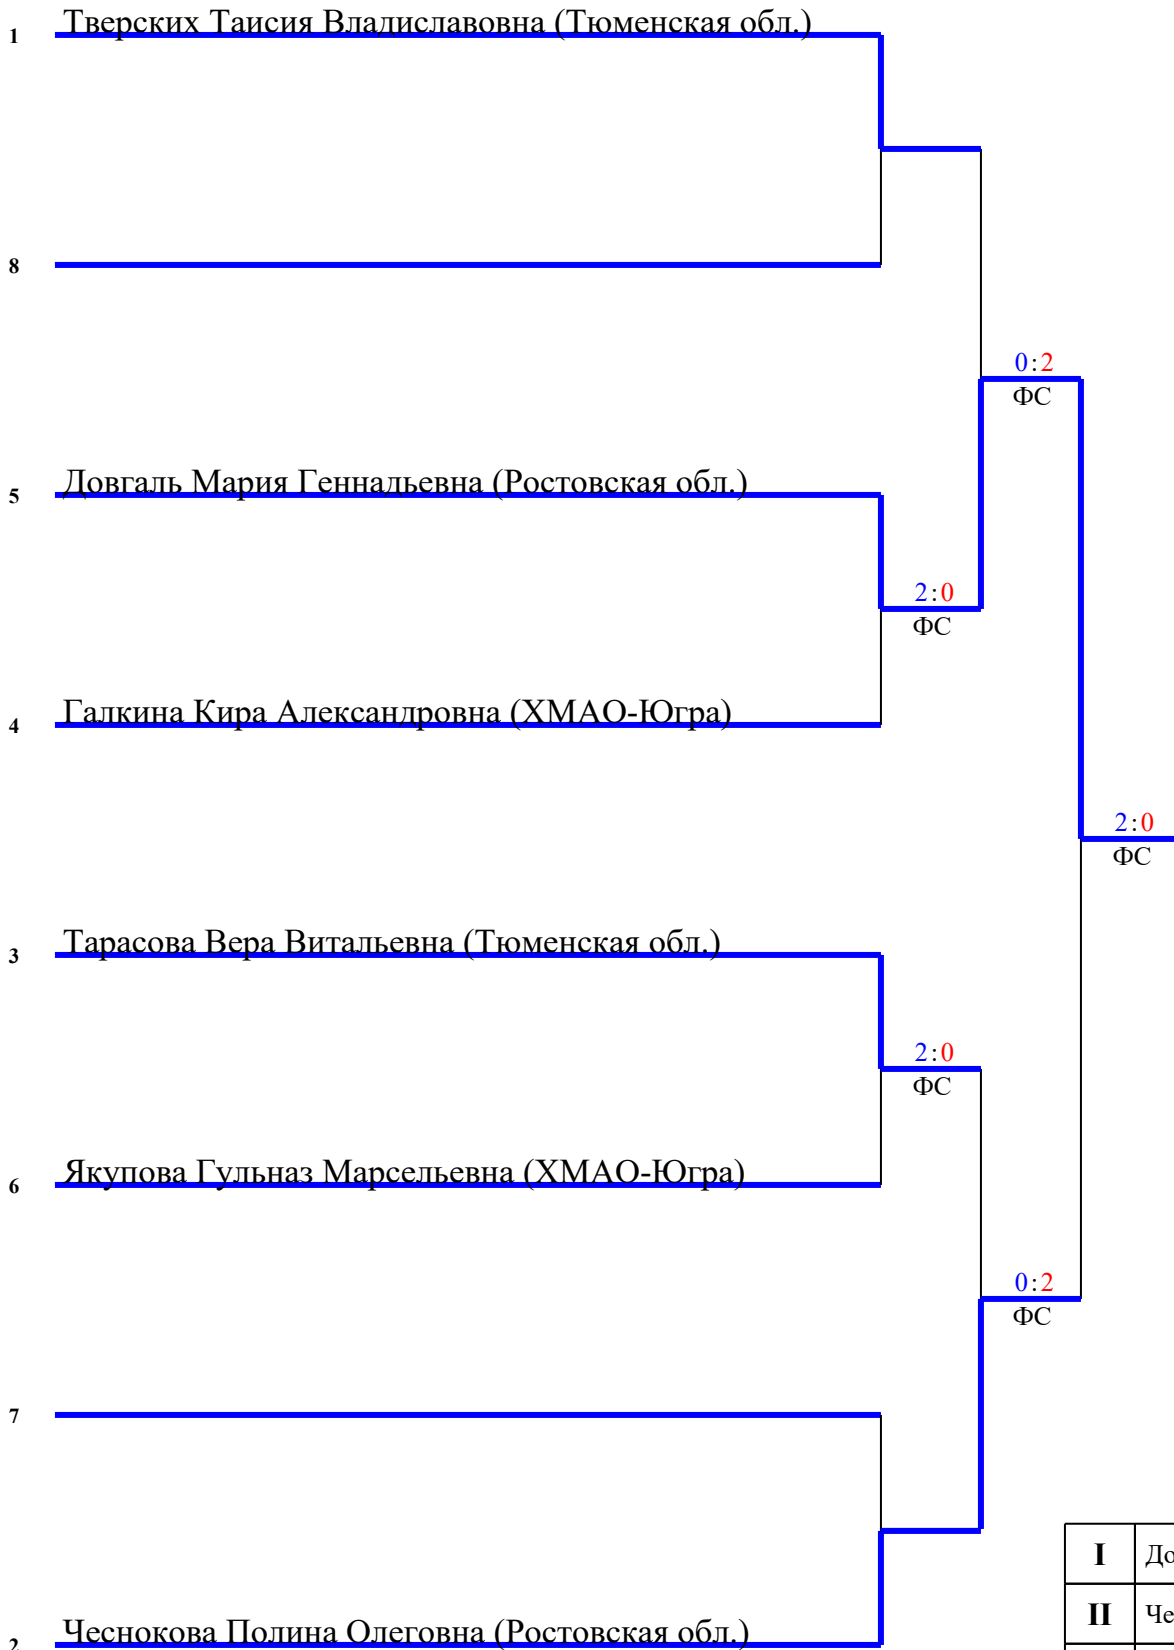 1 Тверских Таисия Владиславовна (Тюменская обл.)
8
0:2
ФС
5 Довгаль Мария Геннадьевна (Ростовская обл.)
2:0
ФС
4 Галкина Кира Александровна (ХМАО-Югра)
2:0
ФС
3 Тарасова Вера Витальевна (Тюменская обл.)
2:0
ФС
6 Якупова Гульназ Марсельевна (ХМАО-Югра)
0:2
ФС
7
I До
II Че
2 Чеснокова Полина Олеговна (Ростовская обл.)